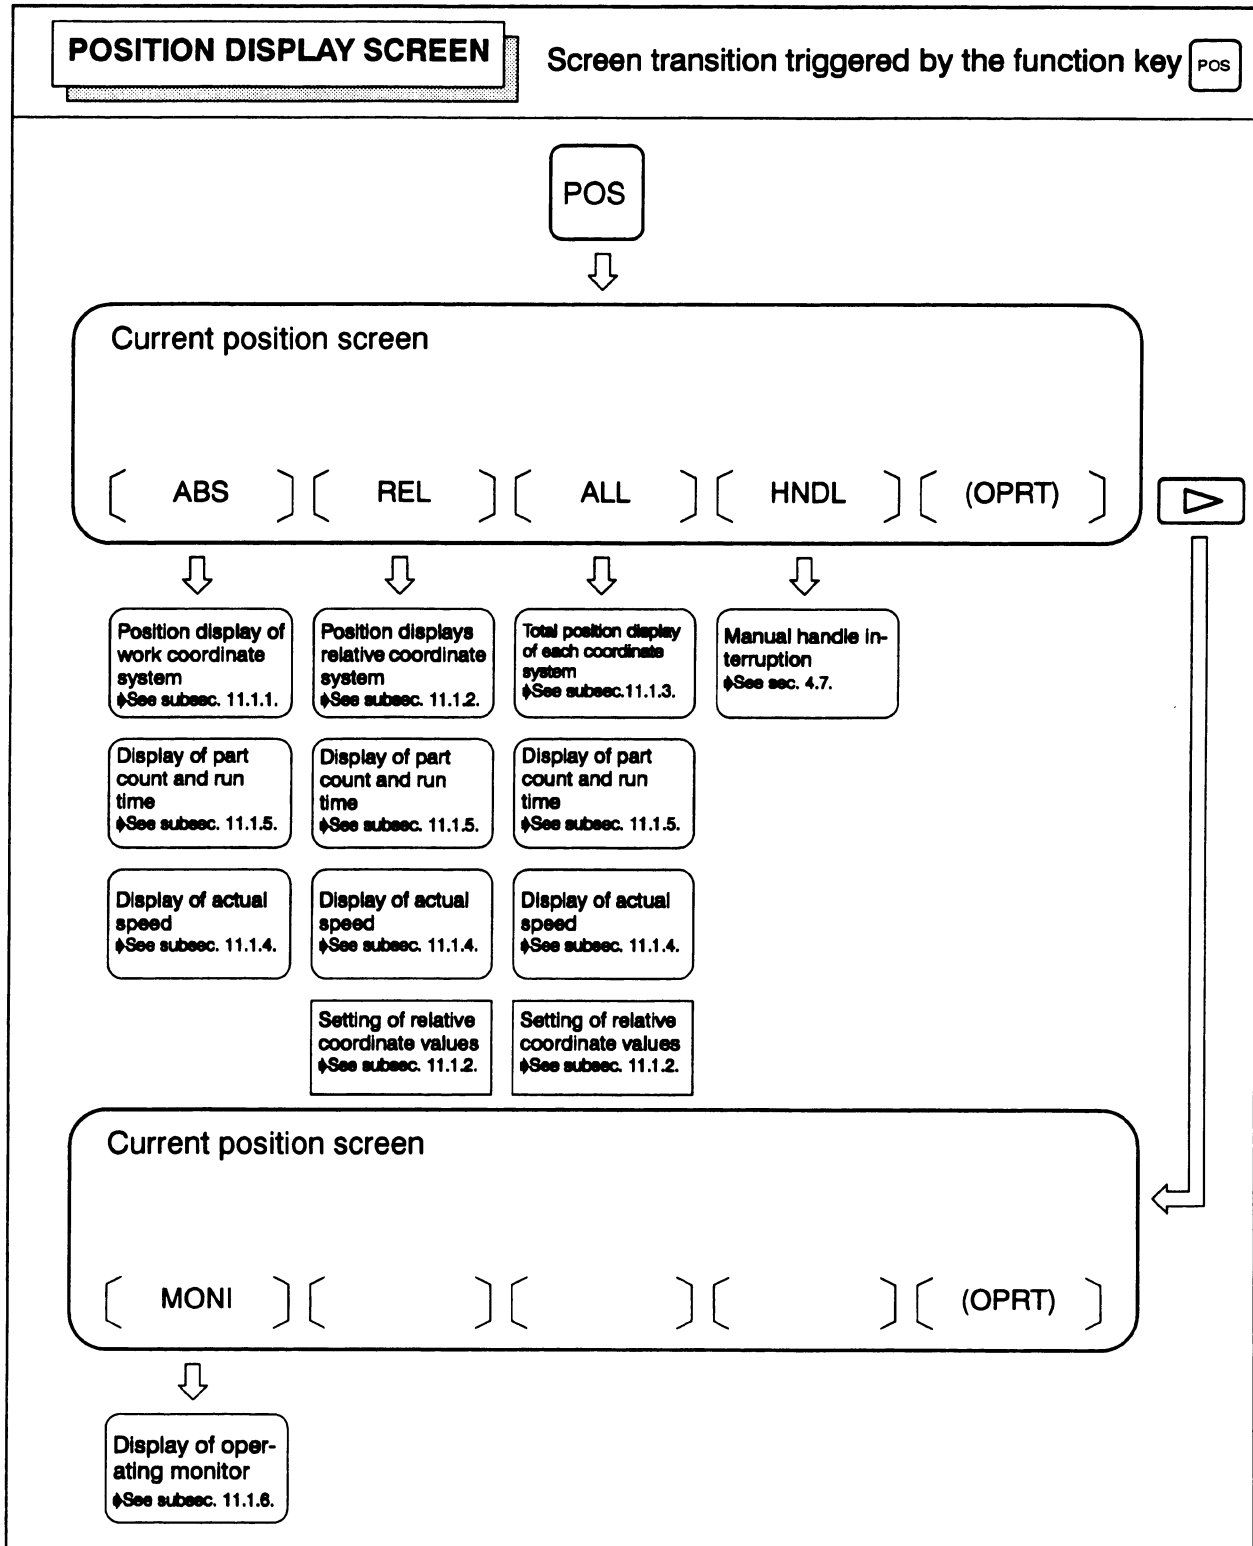 POSITION DISPLAY SCREEN
Screen transition triggered by the function key POS
POS
Current position screen
ABS REL ALL HNDL (OPRT)
Position display of
work coordinate
system
See subsec. 11.1.1.
Position displays
relative coordinate
system
See subsec. 11.1.2.
Total position display
of each coordinate
system
See subsec.11.1.3.
Manual handle in-
terruption
See sec. 4.7.
Display of part
count and run
time
See subsec. 11.1.5.
Display of part
count and run
time
See subsec. 11.1.5.
Display of part
count and run
time
See subsec. 11.1.5.
Display of actual
speed
See subsec. 11.1.4.
Display of actual
speed
See subsec. 11.1.4.
Display of actual
speed
See subsec. 11.1.4.
Setting of relative
coordinate values
See subsec. 11.1.2.
Setting of relative
coordinate values
See subsec. 11.1.2.
Current position screen
MONI (OPRT)
Display of oper-
ating monitor
See subsec. 11.1.6.